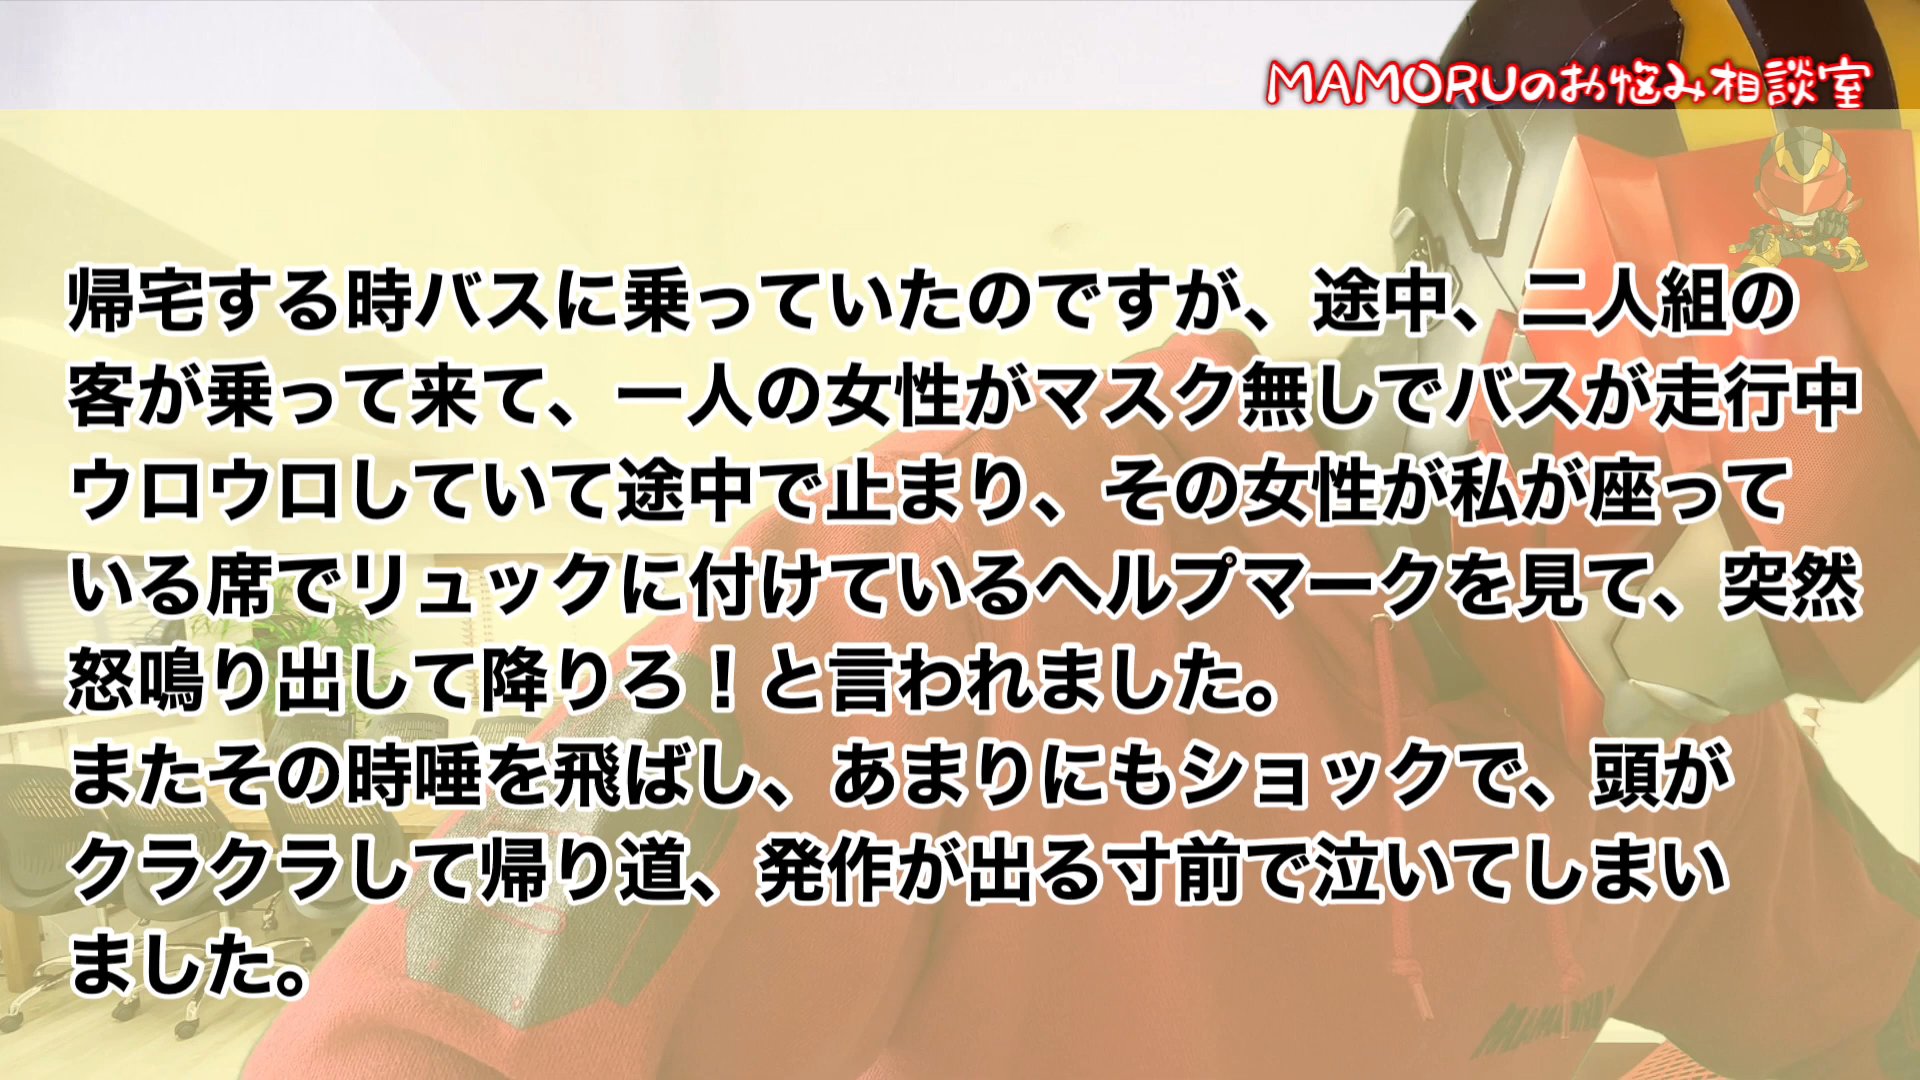 MAMORUのお悩み相談室
帰宅する時バスに乗っていたのですが、途中、二人組の
客が乗って来て、一人の女性がマスク無しでバスが走行中
ウロウロしていて途中で止まり、その女性が私が座って
いる席でリュックに付けているヘルプマークを見て、突然
怒鳴り出して降りろ！と言われました。
またその時唾を飛ばし、あまりにもショックで、頭が
クラクラして帰り道、発作が出る寸前で泣いてしまい
ました。